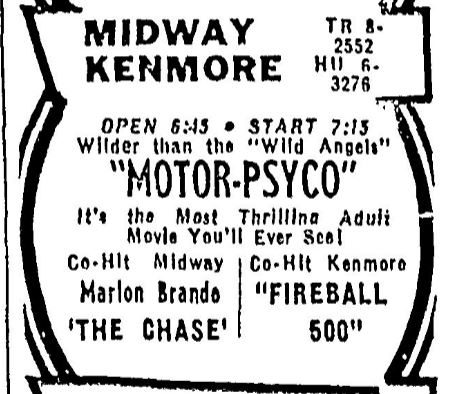 MIDWAY
KENMORE
TR 8-
2552
HU 6-
3276
OPEN 6:45 • START 7:15
Wilder than the "Wild Angels"
"MOTOR-PSYCO"
It's the Most Thrilling Adult
Movie You'll Ever See!
Co-Hit Midway
Marlon Brando
'THE CHASE'
Co-Hit Kenmore
"FIREBALL
500"